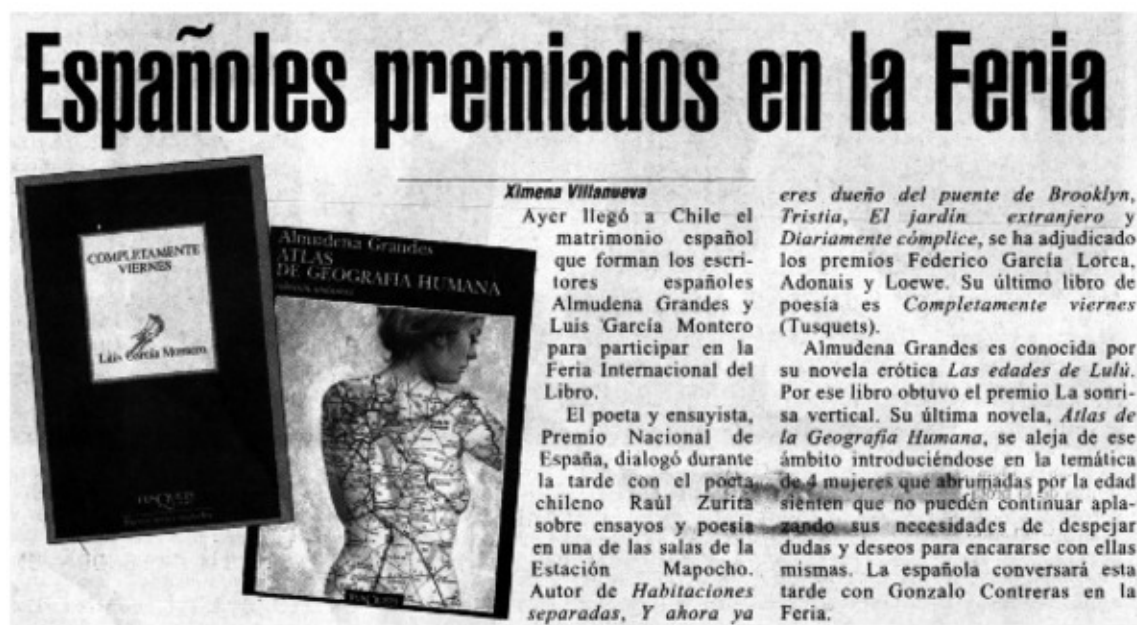 Españoles premiados en la Feria
COMPLETAMENTE
VIERNES
Luis García Montero
TUSQUETS
Almudena Grandes
ATLAS
DE GEOGRAFÍA HUMANA
TUSQUETS
Ximena Villanueva
Ayer llegó a Chile el
matrimonio español
que forman los escri-
tores españoles
Almudena Grandes y
Luis García Montero
para participar en la
Feria Internacional del
Libro.
El poeta y ensayista,
Premio Nacional de
España, dialogó durante
la tarde con el poeta
chileno Raúl Zurita
sobre ensayos y poesía
en una de las salas de la
Estación Mapocho.
Autor de Habitaciones
separadas, Y ahora ya
eres dueño del puente de Brooklyn,
Tristia, El jardín extranjero y
Diariamente cómplice, se ha adjudicado
los premios Federico García Lorca,
Adonais y Loewe. Su último libro de
poesía es Completamente viernes
(Tusquets).
Almudena Grandes es conocida por
su novela erótica Las edades de Lulú.
Por ese libro obtuvo el premio La sonri-
sa vertical. Su última novela, Atlas de
la Geografía Humana, se aleja de ese
ámbito introduciéndose en la temática
de 4 mujeres que abrumadas por la edad
sienten que no pueden continuar apla-
zando sus necesidades de despejar
dudas y deseos para encararse con ellas
mismas. La española conversará esta
tarde con Gonzalo Contreras en la
Feria.